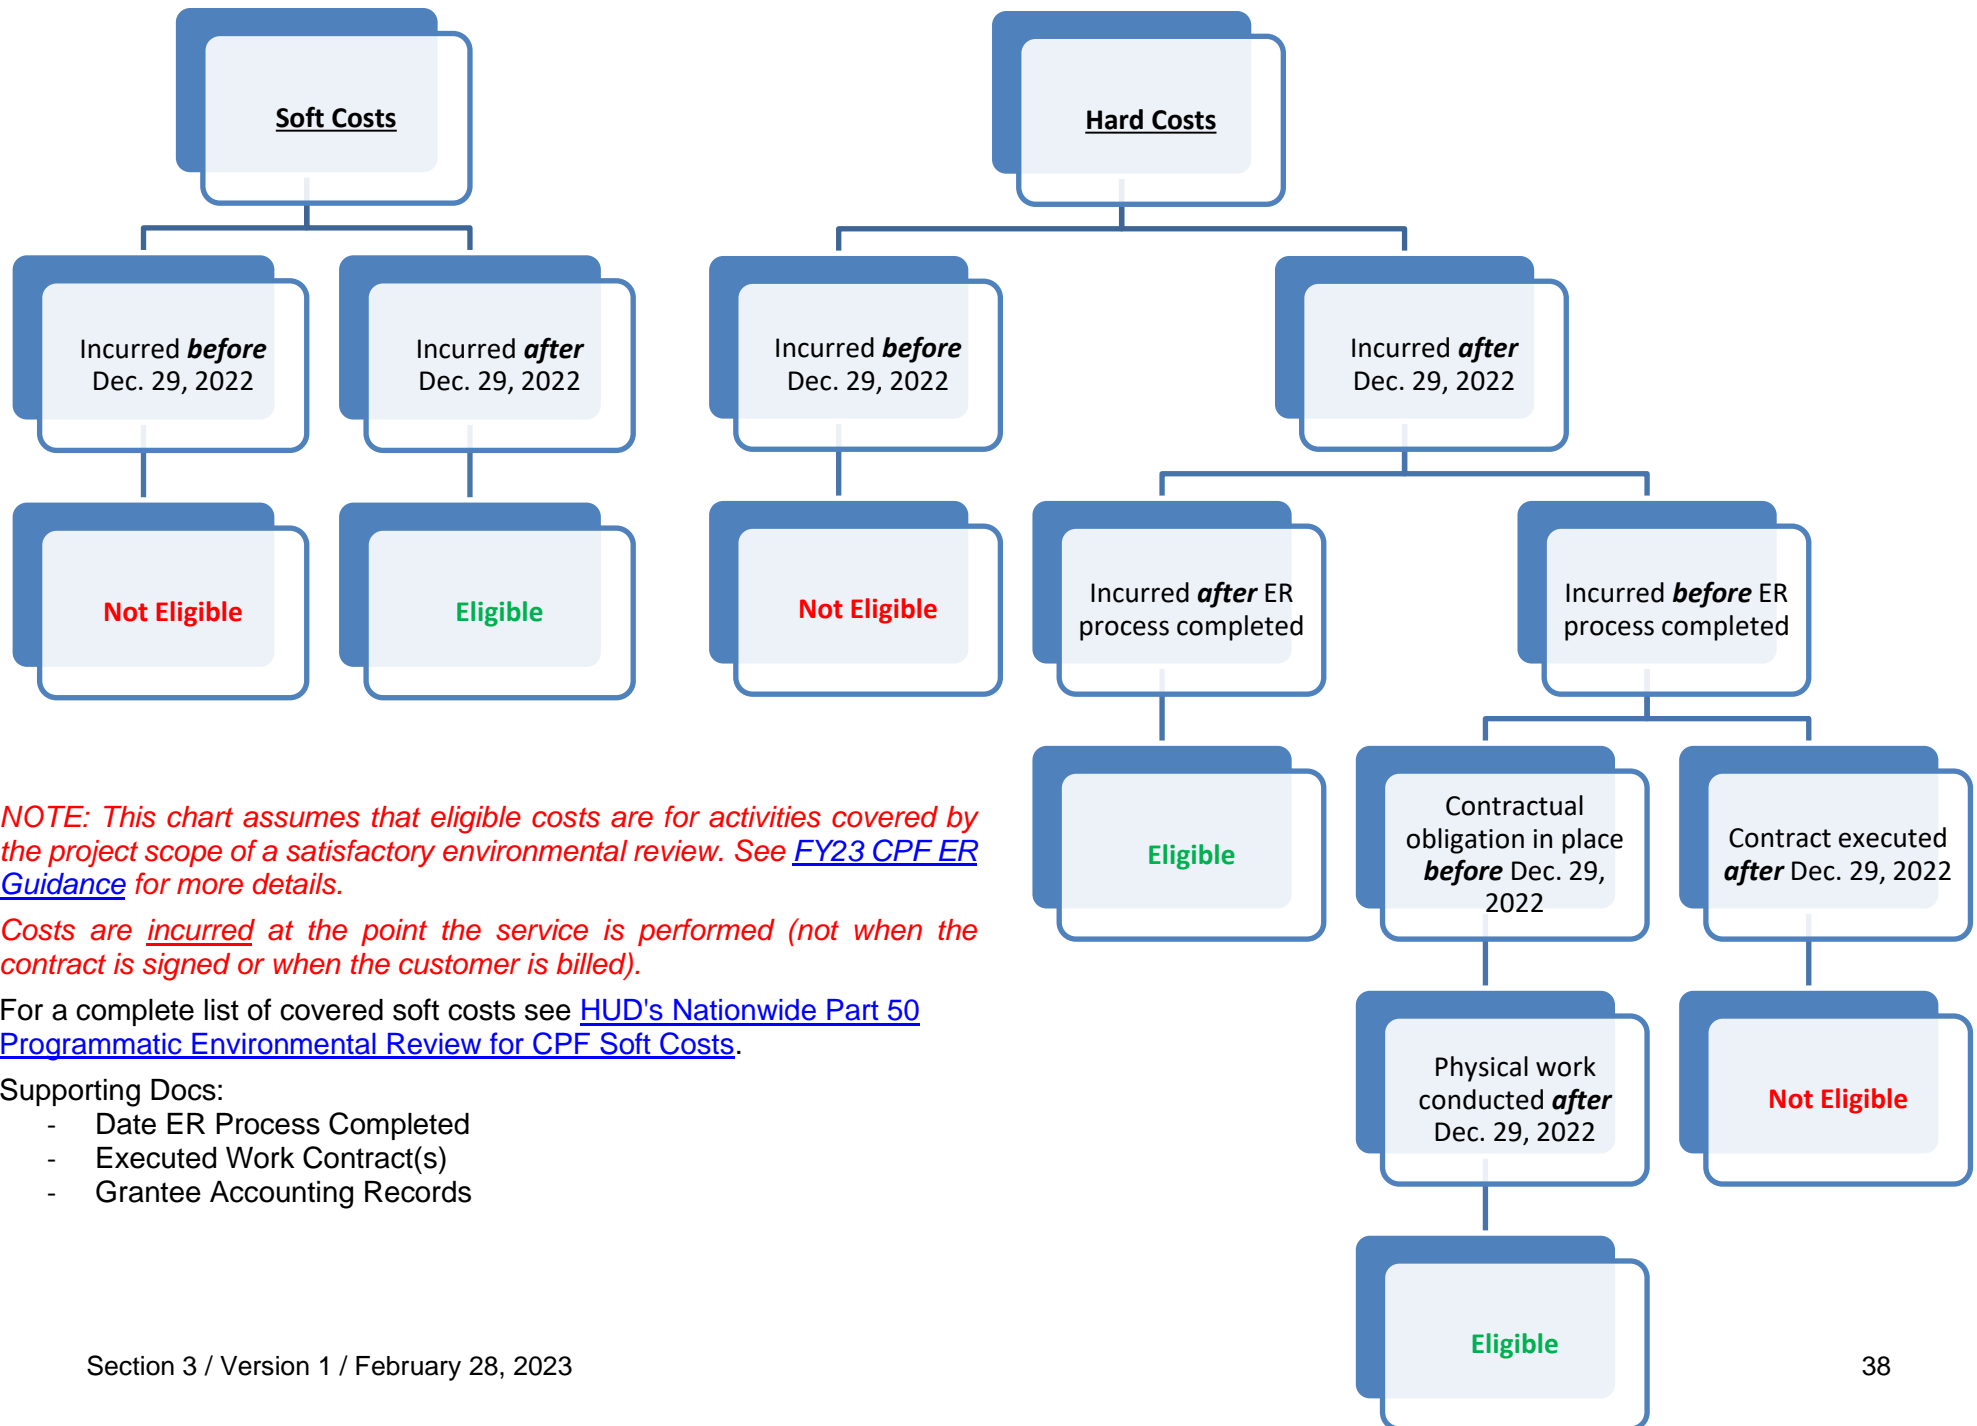 Soft Costs
Hard Costs
Incurred before
Dec. 29, 2022
Incurred after
Dec. 29, 2022
Incurred before
Dec. 29, 2022
Incurred after
Dec. 29, 2022
Not Eligible
Eligible
Not Eligible
Incurred after ER
process completed
Incurred before ER
process completed
Eligible
Contractual
obligation in place
before Dec. 29,
2022
Contract executed
after Dec. 29, 2022
Physical work
conducted after
Dec. 29, 2022
Not Eligible
Eligible
NOTE: This chart assumes that eligible costs are for activities covered by
the project scope of a satisfactory environmental review. See FY23 CPF ER
Guidance for more details.
Costs are incurred at the point the service is performed (not when the
contract is signed or when the customer is billed).
For a complete list of covered soft costs see HUD's Nationwide Part 50
Programmatic Environmental Review for CPF Soft Costs.
Supporting Docs:
- Date ER Process Completed
- Executed Work Contract(s)
- Grantee Accounting Records
Section 3 / Version 1 / February 28, 2023
38